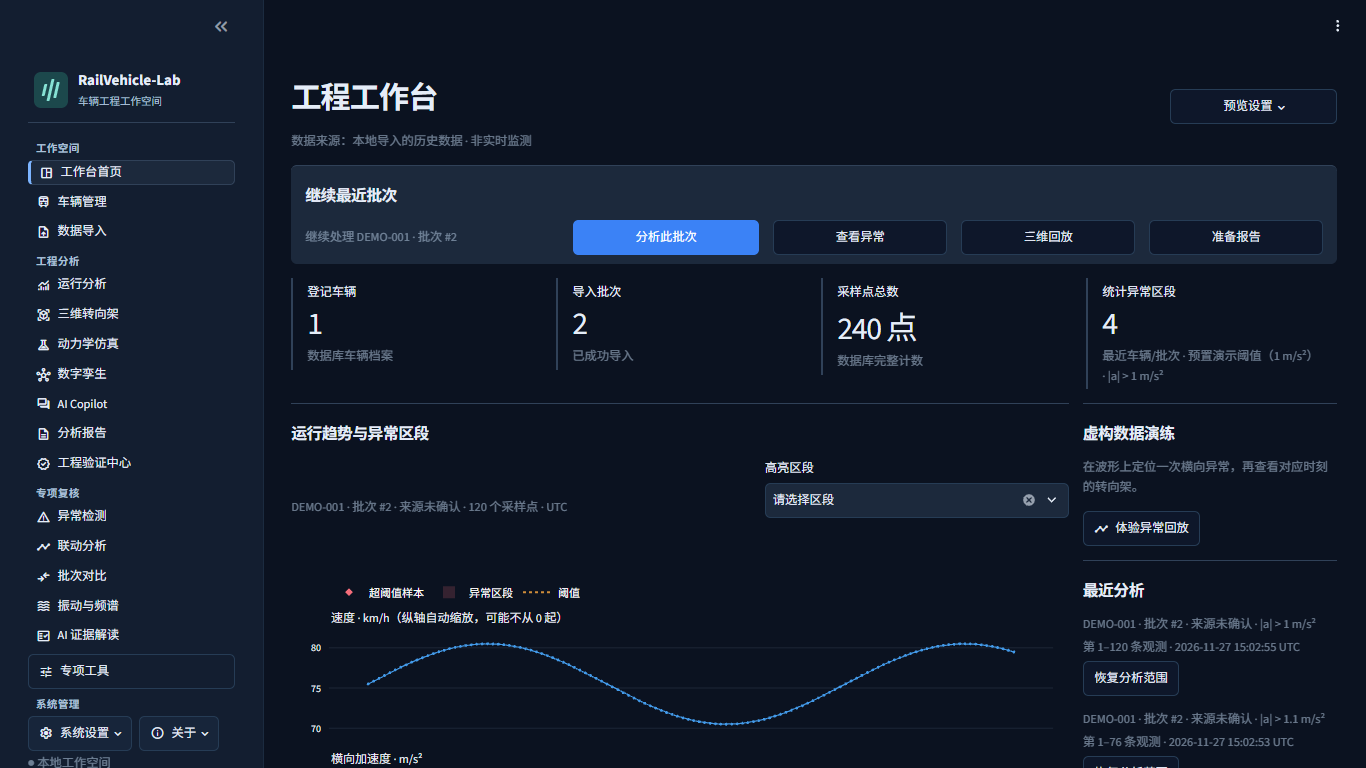 RailVehicle-Lab
车辆工程工作空间
工作空间
工作台首页
车辆管理
数据导入
工程分析
运行分析
三维转向架
动力学仿真
数字孪生
AI Copilot
分析报告
工程验证中心
专项复核
异常检测
联动分析
批次对比
振动与频谱
AI 证据解读
专项工具
系统管理
系统设置
关于
本地工作空间
工程工作台
预览设置
数据来源：本地导入的历史数据 · 非实时监测
继续最近批次
继续处理 DEMO-001 · 批次 #2
分析此批次
查看异常
三维回放
准备报告
登记车辆
1
数据库车辆档案
导入批次
2
已成功导入
采样点总数
240 点
数据库完整计数
统计异常区段
4
最近车辆/批次 · 预置演示阈值（1 m/s²）
· |a| > 1 m/s²
运行趋势与异常区段
高亮区段
请选择区段
DEMO-001 · 批次 #2 · 来源未确认 · 120 个采样点 · UTC
超阈值样本
异常区段
阈值
速度 · km/h（纵轴自动缩放，可能不从 0 起）
80
75
70
横向加速度 · m/s²
虚构数据演练
在波形上定位一次横向异常，再查看对应时刻
的转向架。
体验异常回放
最近分析
DEMO-001 · 批次 #2 · 来源未确认 · |a| > 1 m/s²
第 1–120 条观测 · 2026-11-27 15:02:55 UTC
恢复分析范围
DEMO-001 · 批次 #2 · 来源未确认 · |a| > 1.1 m/s²
第 1–76 条观测 · 2026-11-27 15:02:53 UTC